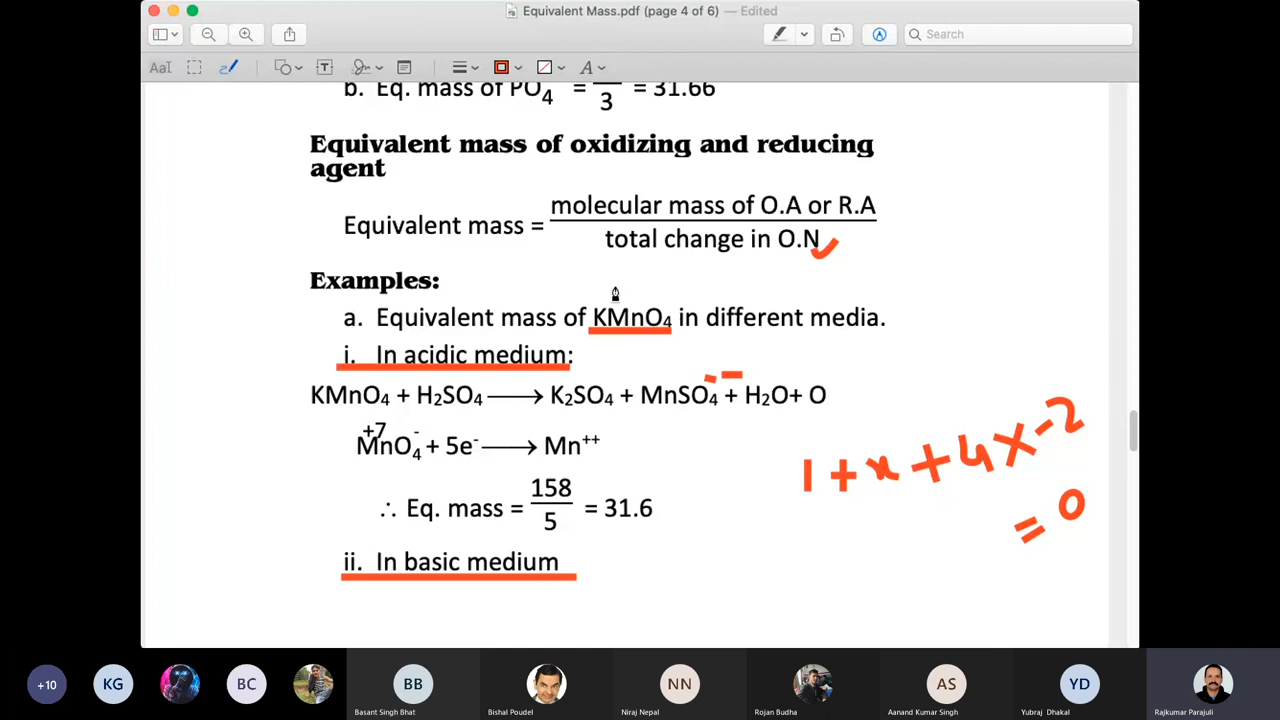 Equivalent Mass.pdf (page 4 of 6) — Edited
Search
AaI
T
A
b. Eq. mass of PO4 = /3 = 31.66
Equivalent mass of oxidizing and reducing
agent
Equivalent mass = molecular mass of O.A or R.A / total change in O.N
Examples:
a. Equivalent mass of KMnO4 in different media.
i. In acidic medium:
KMnO4 + H2SO4 ⟶ K2SO4 + MnSO4 + H2O+ O
+7 -
MnO4 + 5e- ⟶ Mn++
∴ Eq. mass = 158/5 = 31.6
ii. In basic medium
1 + x + 4 X -2
= 0
+10
KG
BC
BB
NN
AS
YD
Basant Singh Bhat
Bishal Poudel
Niraj Nepal
Rojan Budha
Aanand Kumar Singh
Yubraj Dhakal
Rajkumar Parajuli